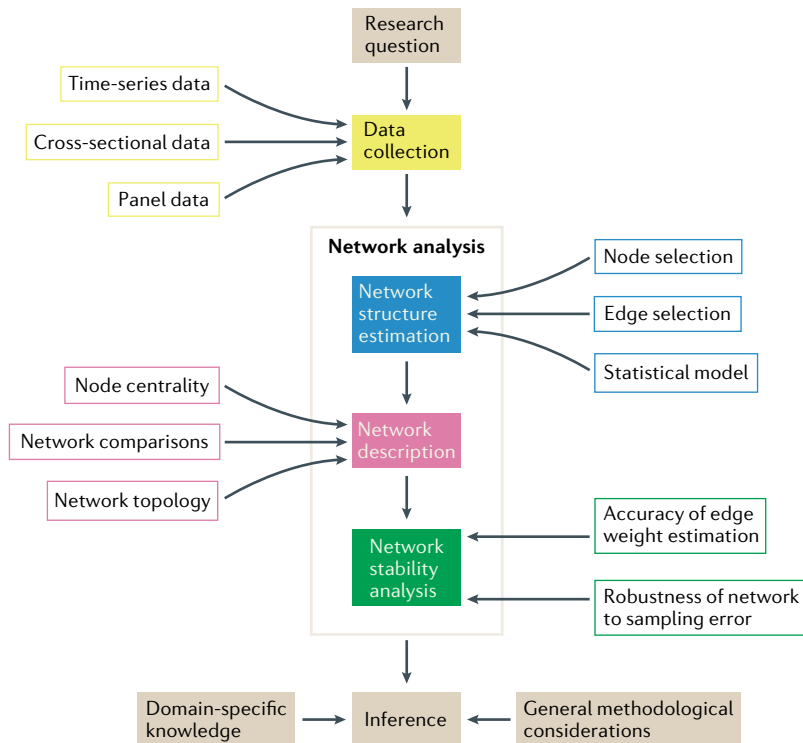 Research
question
Time-series data
Cross-sectional data
Panel data
Data
collection
Network analysis
Network
structure
estimation
Node selection
Edge selection
Statistical model
Node centrality
Network comparisons
Network topology
Network
description
Network
stability
analysis
Accuracy of edge
weight estimation
Robustness of network
to sampling error
Domain-specific
knowledge
Inference
General methodological
considerations